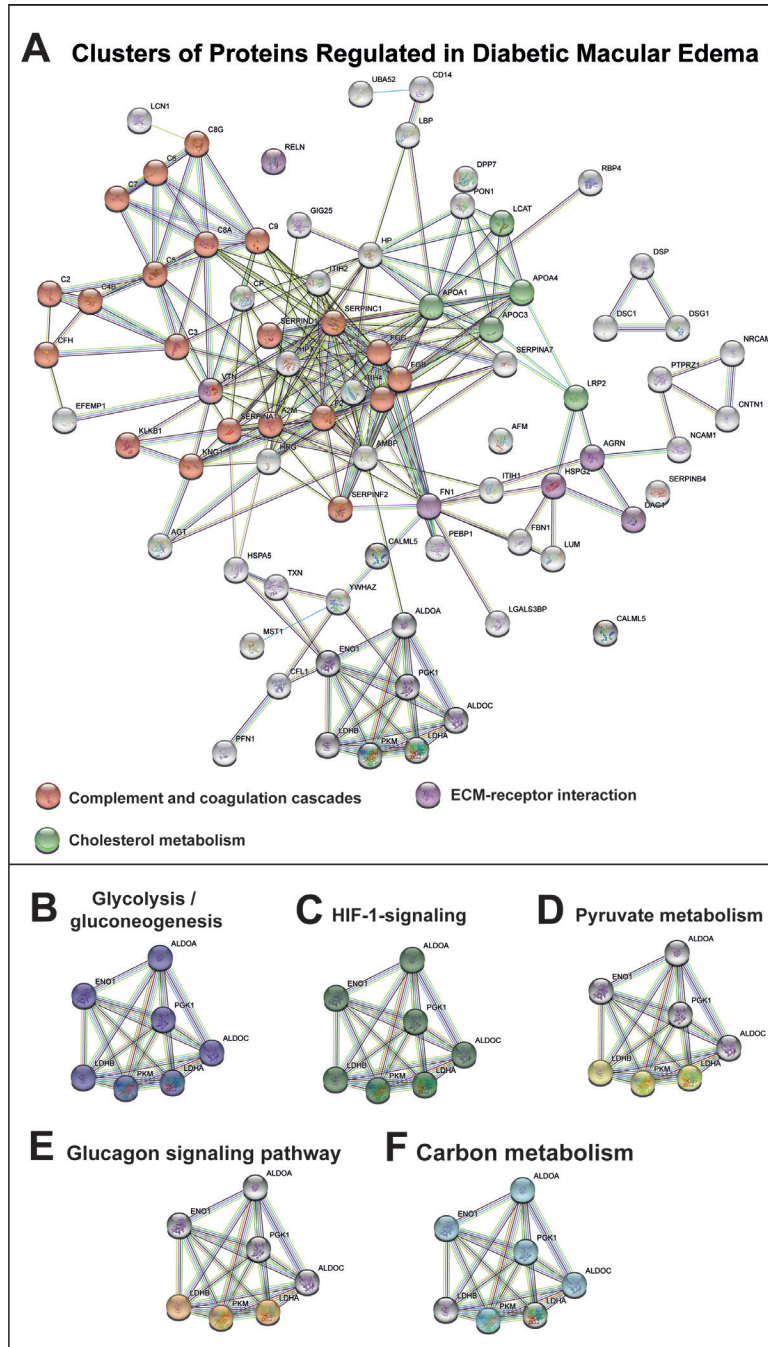 A Clusters of Proteins Regulated in Diabetic Macular Edema
UBA52
CD14
LCN1
LBP
C8G
RELN
C6
DPP7
RBP4
C7
PON1
GIG25
LCAT
C8A
C9
HP
DSP
C5
ITIH2
C2
C4B
CP
APOA1
APOA4
SERPINC1
DSC1
DSG1
SERPIND1
APOC3
C3
FGG
NRCAM
CFH
HPX
SERPINA7
PTPRZ1
VTN
ITIH4
FGB
EFEMP1
LRP2
CNTN1
SERPINA1
A2M
F2
KLKB1
AFM
NCAM1
KNG1
HRG
AMBP
AGRN
ITIH1
HSPG2
SERPINB4
SERPINF2
FN1
DAG1
AGT
PEBP1
FBN1
LUM
CALML5
HSPA5
TXN
YWHAZ
LGALS3BP
ALDOA
CALML5
MST1
ENO1
CFL1
PGK1
ALDOC
PFN1
LDHB
PKM
LDHA
Complement and coagulation cascades
ECM-receptor interaction
Cholesterol metabolism
B Glycolysis /
gluconeogenesis
ALDOA
ENO1
PGK1
ALDOC
LDHB
PKM
LDHA
C HIF-1-signaling
ALDOA
ENO1
PGK1
ALDOC
LDHB
PKM
LDHA
D Pyruvate metabolism
ALDOA
ENO1
PGK1
ALDOC
LDHB
PKM
LDHA
E Glucagon signaling pathway
ALDOA
ENO1
PGK1
ALDOC
LDHB
PKM
LDHA
F Carbon metabolism
ALDOA
ENO1
PGK1
ALDOC
LDHB
PKM
LDHA